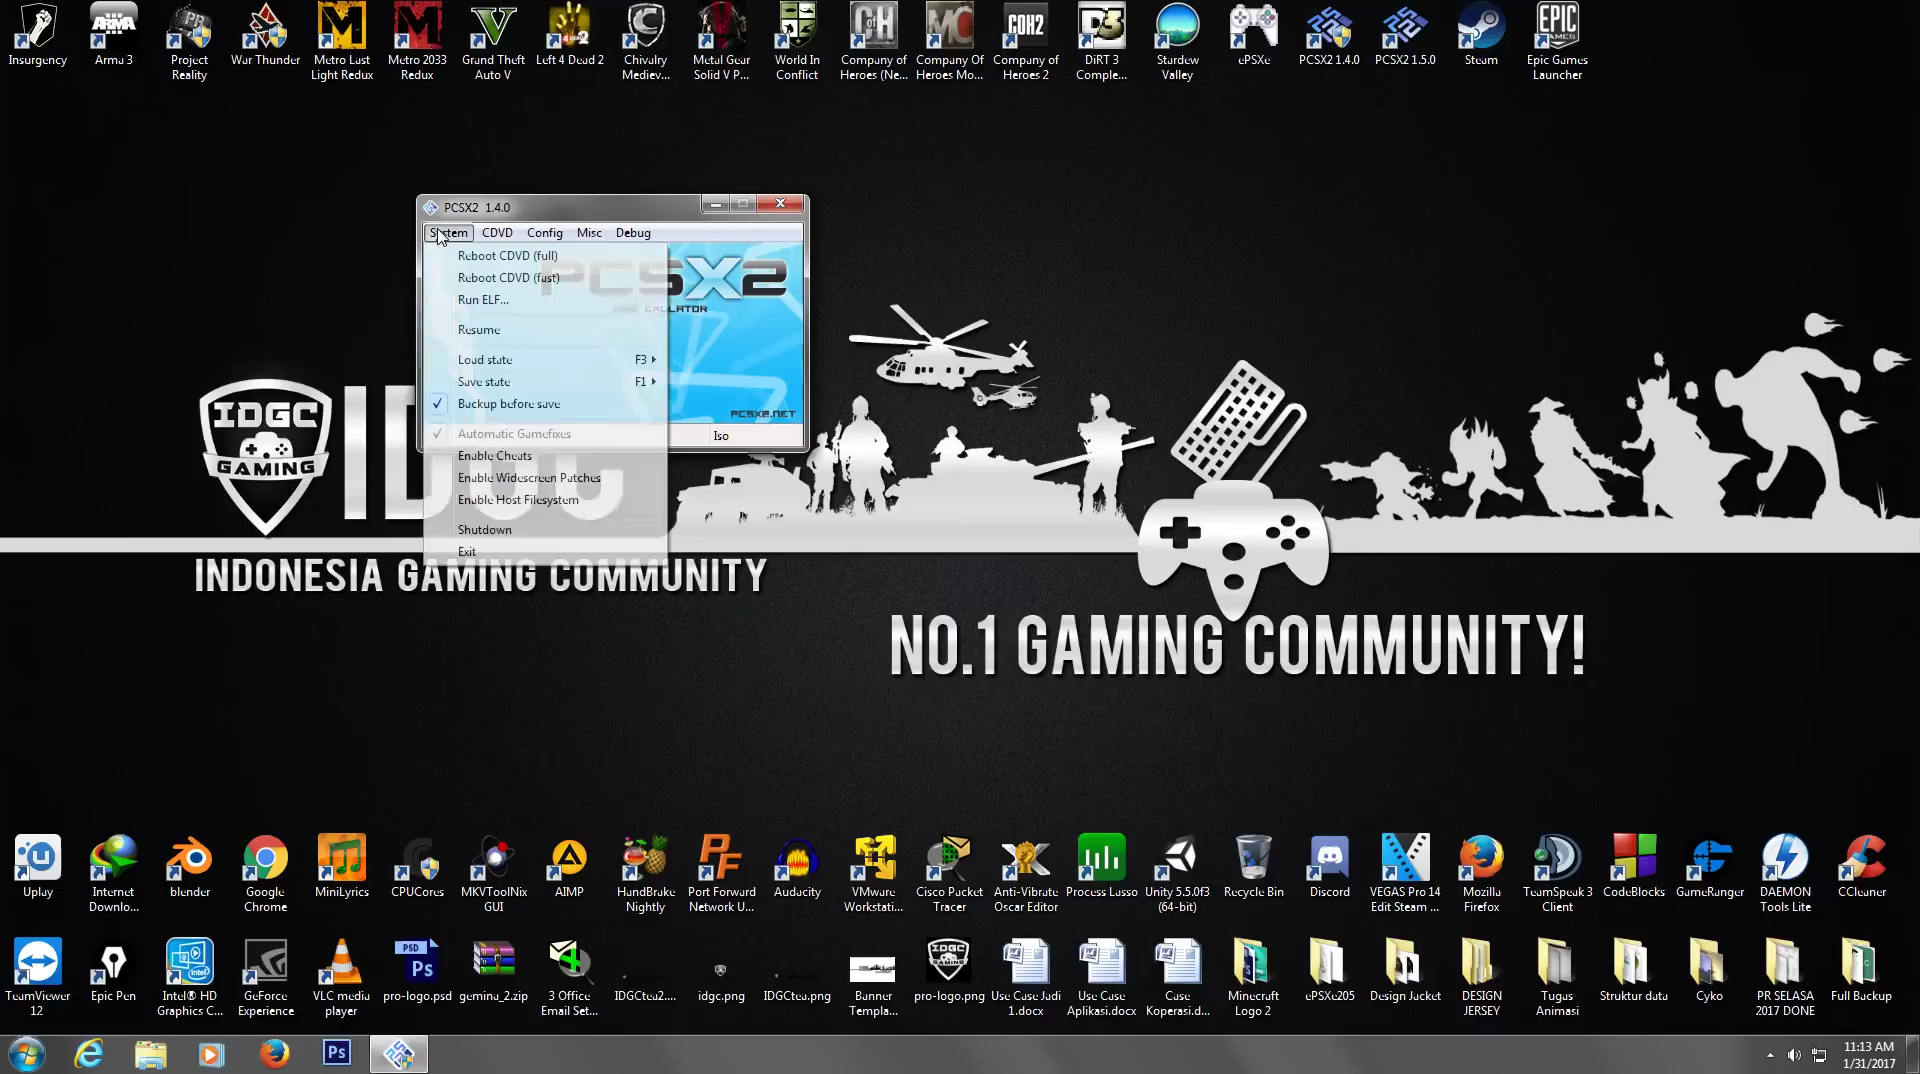 Insurgency
Arma 3
Project
Reality
War Thunder
Metro Last
Light Redux
Metro 2033
Redux
Grand Theft
Auto V
Left 4 Dead 2
Chivalry
Mediev...
Metal Gear
Solid V P...
World In
Conflict
Company of
Heroes (Ne...
Company Of
Heroes Mo...
Company of
Heroes 2
DiRT 3
Comple...
Stardew
Valley
ePSXe
PCSX2 1.4.0
PCSX2 1.5.0
Steam
Epic Games
Launcher
PCSX2 1.4.0
System CDVD Config Misc Debug
Reboot CDVD (full)
Reboot CDVD (fast)
Run ELF...
Resume
Load state F3
Save state F1
Backup before save
Automatic Gamefixes
Enable Cheats
Enable Widescreen Patches
Enable Host Filesystem
Shutdown
Exit
PCSX2
PCSX2.NET
Iso
IDGC
GAMING
INDONESIA GAMING COMMUNITY
NO.1 GAMING COMMUNITY!
Uplay
Internet
Downlo...
blender
Google
Chrome
MiniLyrics
CPUCores
MKVToolNix
GUI
AIMP
HandBrake
Nightly
Port Forward
Network U...
Audacity
VMware
Workstati...
Cisco Packet
Tracer
Anti-Vibrate
Oscar Editor
Process Lasso
Unity 5.5.0f3
(64-bit)
Recycle Bin
Discord
VEGAS Pro 14
Edit Steam ...
Mozilla
Firefox
TeamSpeak 3
Client
CodeBlocks
GameRanger
DAEMON
Tools Lite
CCleaner
TeamViewer
12
Epic Pen
Intel® HD
Graphics C...
GeForce
Experience
VLC media
player
pro-logo.psd
gemina_2.zip
3 Office
Email Set...
IDGCtea2....
idgc.png
IDGCtea.png
Banner
Templa...
pro-logo.png
Use Case Jadi
1.docx
Use Case
Aplikasi.docx
Case
Koperasi.d...
Minecraft
Logo 2
ePSXe205
Design Jacket
DESIGN
JERSEY
Tugas
Animasi
Struktur data
Cyko
PR SELASA
2017 DONE
Full Backup
11:13 AM
1/31/2017